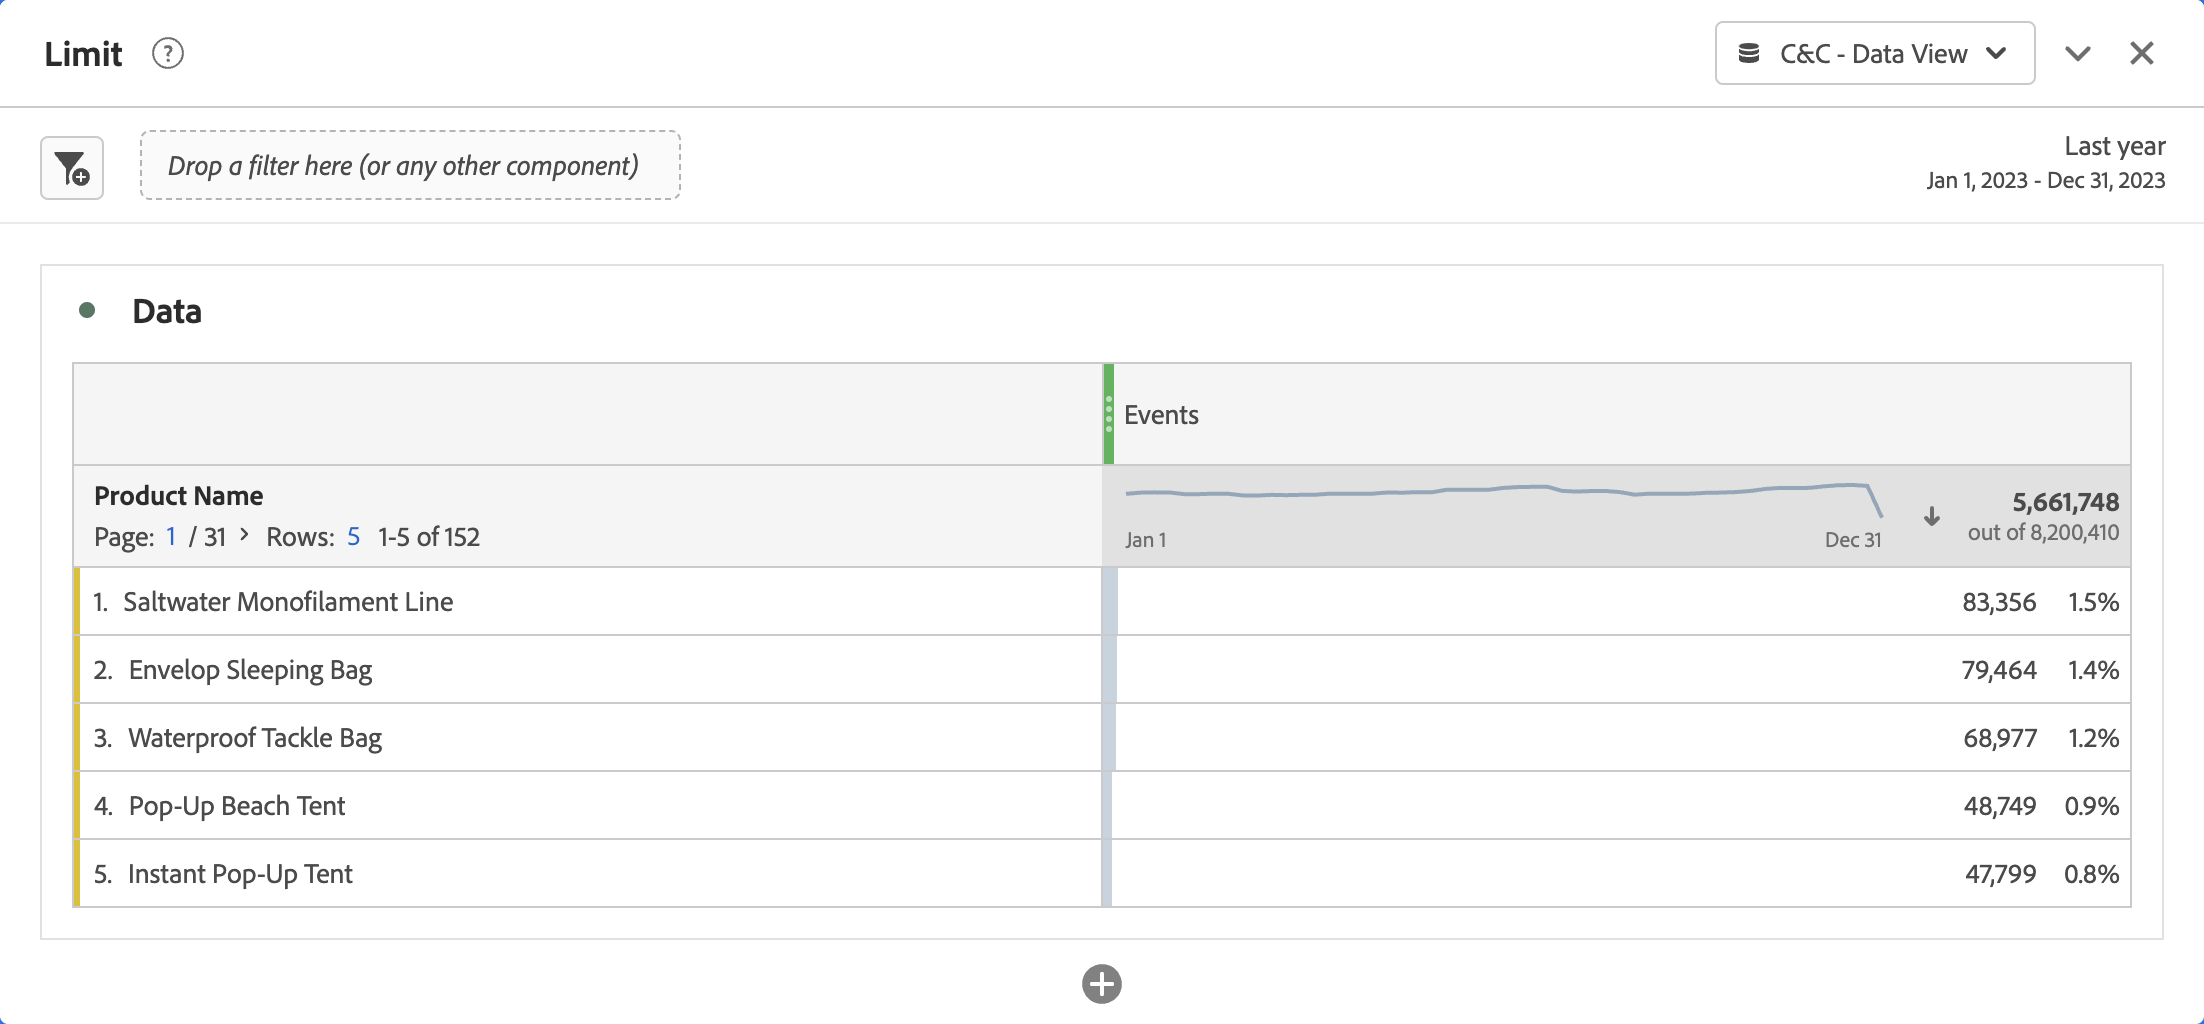 Limit ?
C&C - Data View
Drop a filter here (or any other component)
Last year
Jan 1, 2023 - Dec 31, 2023
Data
Events
Product Name
Page: 1 / 31 > Rows: 5 1-5 of 152
Jan 1
Dec 31
5,661,748
out of 8,200,410
1. Saltwater Monofilament Line 83,356 1.5%
2. Envelop Sleeping Bag 79,464 1.4%
3. Waterproof Tackle Bag 68,977 1.2%
4. Pop-Up Beach Tent 48,749 0.9%
5. Instant Pop-Up Tent 47,799 0.8%